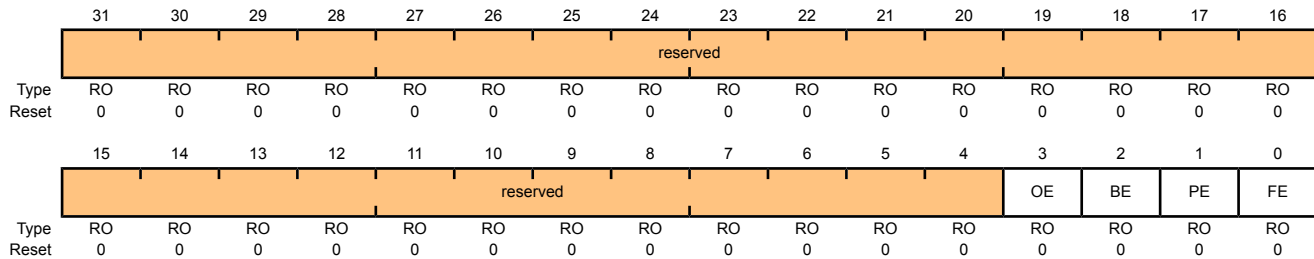 31 30 29 28 27 26 25 24 23 22 21 20 19 18 17 16
reserved
Type RO RO RO RO RO RO RO RO RO RO RO RO RO RO RO RO
Reset 0 0 0 0 0 0 0 0 0 0 0 0 0 0 0 0
15 14 13 12 11 10 9 8 7 6 5 4 3 2 1 0
reserved OE BE PE FE
Type RO RO RO RO RO RO RO RO RO RO RO RO RO RO RO RO
Reset 0 0 0 0 0 0 0 0 0 0 0 0 0 0 0 0